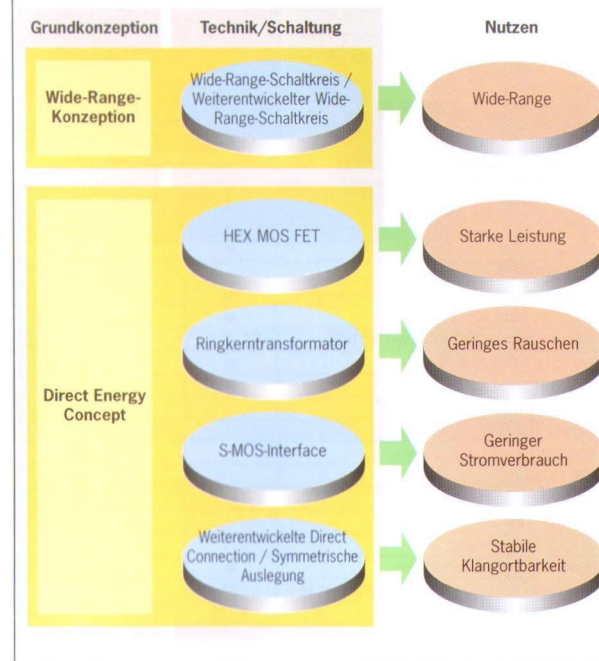 Grundkonzeption
Technik/Schaltung
Nutzen
Wide-Range-
Konzeption
Wide-Range-Schaltkreis /
Weiterentwickelter Wide-
Range-Schaltkreis
Wide-Range
Direct Energy
Concept
HEX MOS FET
Starke Leistung
Ringkerntransformator
Geringes Rauschen
S-MOS-Interface
Geringer
Stromverbrauch
Weiterentwickelte Direct
Connection / Symmetrische
Auslegung
Stabile
Klangortbarkeit